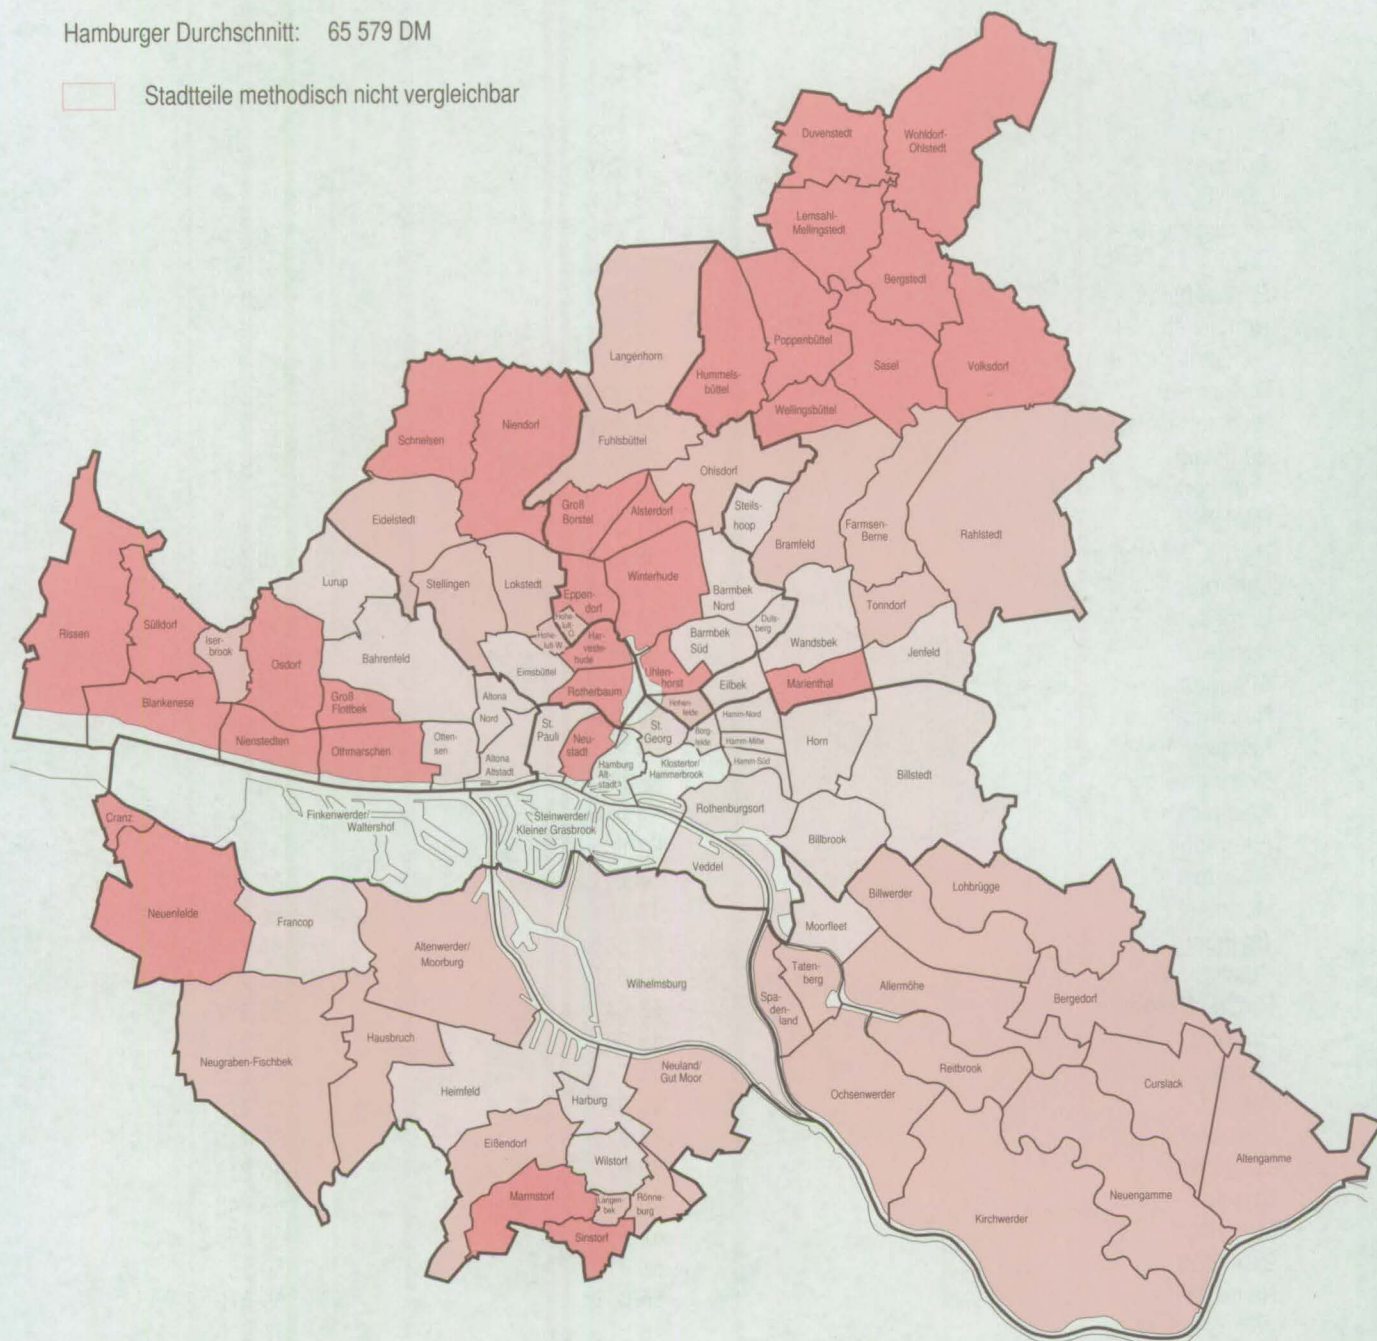 Hamburger Durchschnitt: 65 579 DM
Stadtteile methodisch nicht vergleichbar
Duvenstedt
Wohldorf-
Ohlstedt
Lemsahl-
Mellingstedt
Bergstedt
Langenhorn
Poppenbüttel
Hummels-
büttel
Sasel
Volksdorf
Wellingsbüttel
Schnelsen
Niendorf
Fuhlsbüttel
Ohlsdorf
Groß
Borstel
Alsterdorf
Steils-
hoop
Eidelstedt
Bramfeld
Farmsen-
Berne
Rahlstedt
Lurup
Stellingen
Lokstedt
Eppen-
dorf
Winterhude
Barmbek
Nord
Tonndorf
Rissen
Sülldorf
Iser-
brook
Osdorf
Bahrenfeld
Hohe-
luft-
O.
Hohe-
luft-W.
Har-
veste-
hude
Barmbek
Süd
Duls-
berg
Wandsbek
Jenfeld
Eimsbüttel
Uhlen-
horst
Eilbek
Marienthal
Blankenese
Groß
Flottbek
Altona
Nord
Rotherbaum
Hohen-
felde
Nienstedten
Othmarschen
Otten-
sen
Altona
Altstadt
St.
Pauli
Neu-
stadt
St.
Georg
Borg-
felde
Hamm-Nord
Hamm-Mitte
Hamm-Süd
Horn
Billstedt
Hamburg
Alt-
stadt
Klostertor/
Hammerbrook
Cranz
Finkenwerder/
Waltershof
Steinwerder/
Kleiner Grasbrook
Rothenburgsort
Billbrook
Veddel
Neuenfelde
Francop
Altenwerder/
Moorburg
Billwerder
Lohbrügge
Moorfleet
Wilhelmsburg
Spa-
den-
land
Taten-
berg
Allermöhe
Bergedorf
Neugraben-Fischbek
Hausbruch
Heimfeld
Harburg
Neuland/
Gut Moor
Ochsenwerder
Reitbrook
Curslack
Eißendorf
Wilstorf
Altengamme
Marmstorf
Langen-
bek
Rönne-
burg
Kirchwerder
Neuengamme
Sinstorf